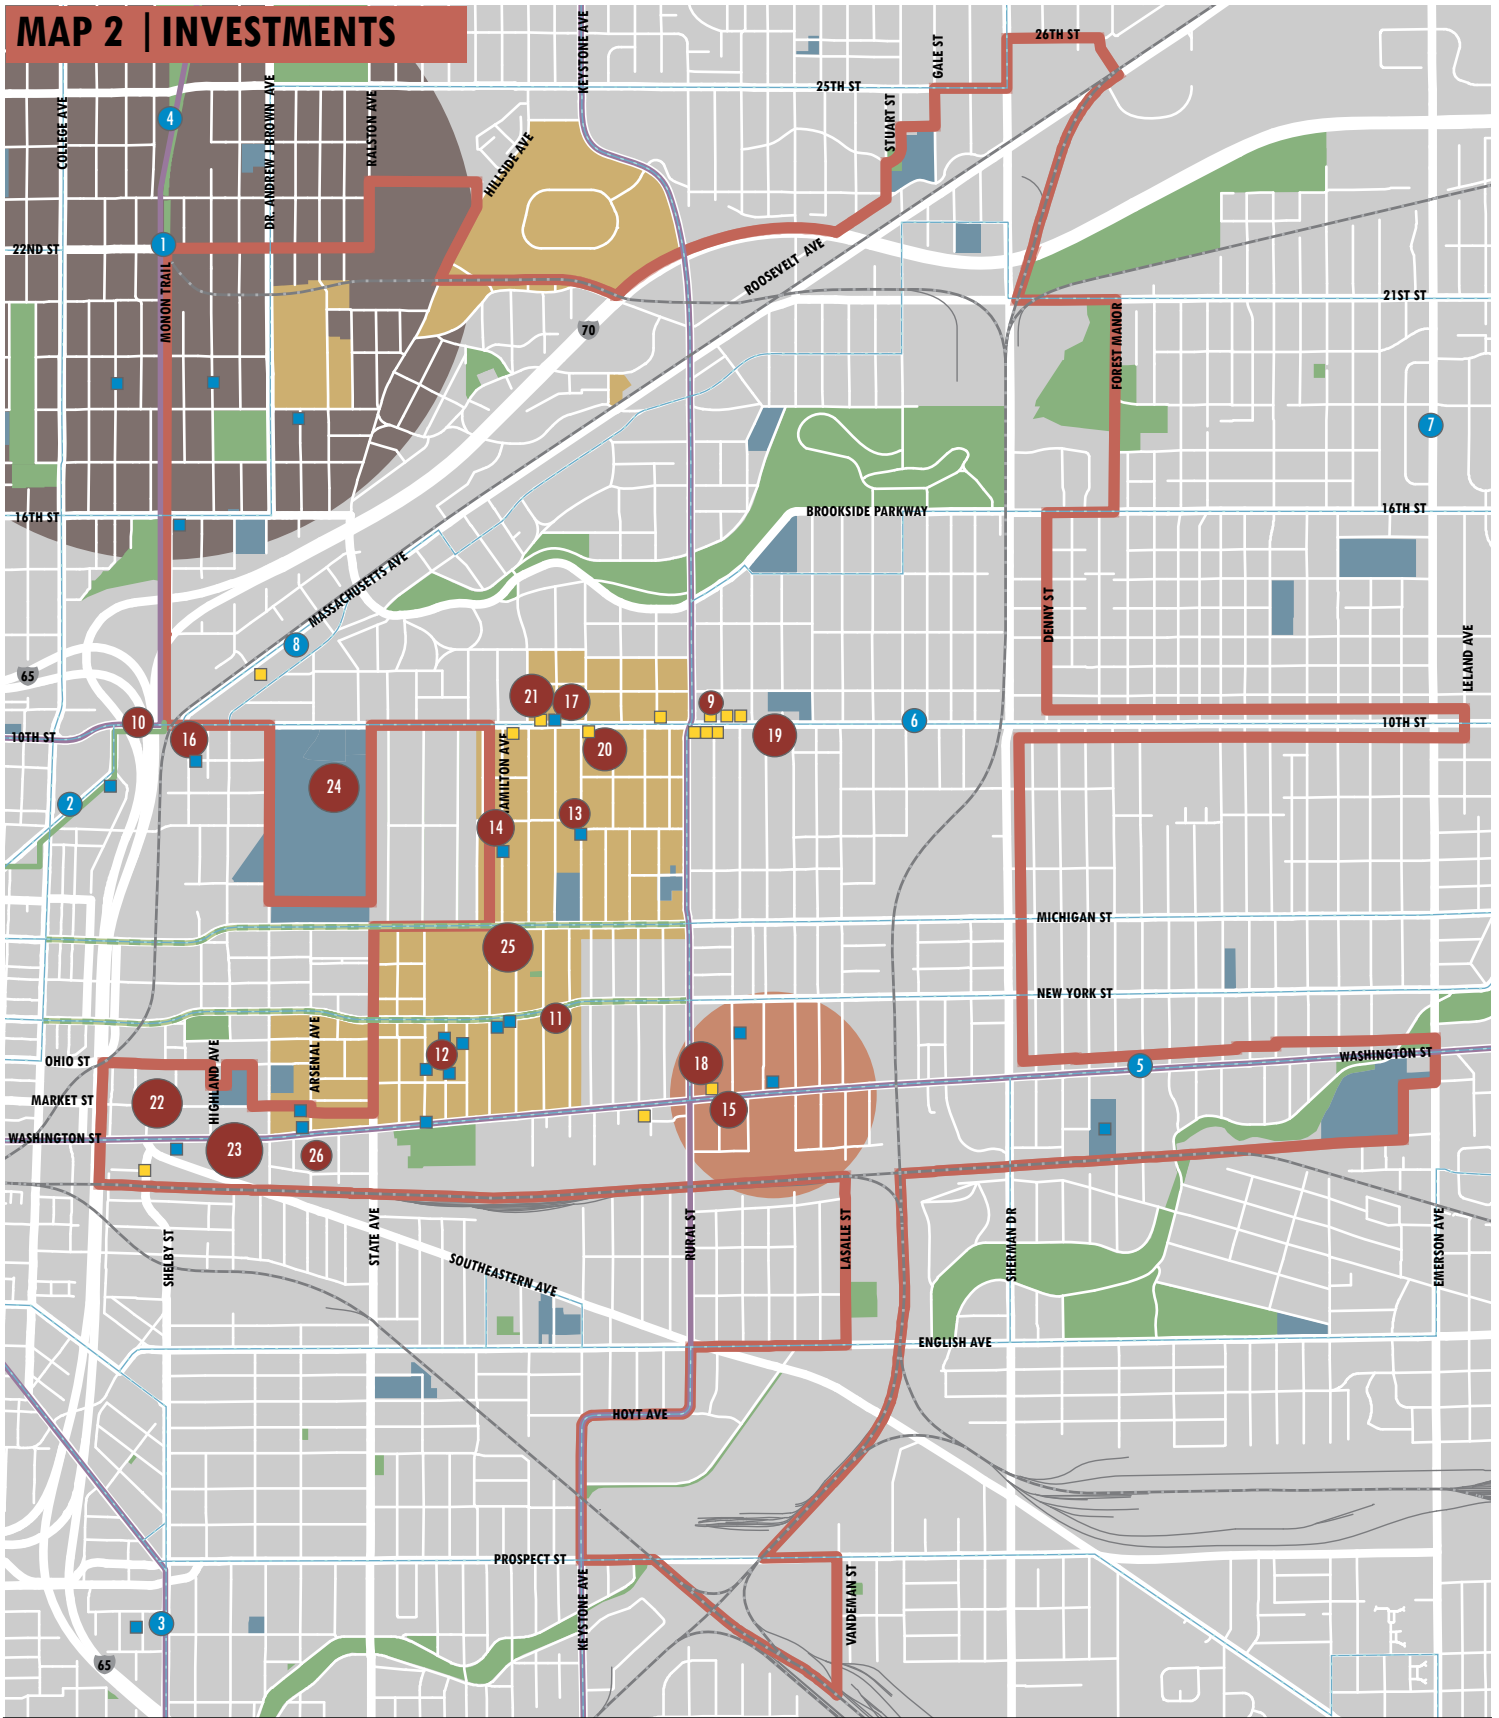 MAP 2 | INVESTMENTS
KEYSTONE AVE
GALE ST
26TH ST
25TH ST
COLLEGE AVE
DR. ANDREW J BROWN AVE
RALSTON AVE
STUART ST
4
HILLSIDE AVE
22ND ST
1
ROOSEVELT AVE
MONON TRAIL
21ST ST
70
FOREST MANOR
7
16TH ST
BROOKSIDE PARKWAY
16TH ST
MASSACHUSETTS AVE
DENNY ST
8
LELAND AVE
65
21
17
9
10
6
10TH ST
10TH ST
16
20
19
HAMILTON AVE
24
2
13
14
MICHIGAN ST
25
NEW YORK ST
11
OHIO ST
HIGHLAND AVE
ARSENAL AVE
12
18
WASHINGTON ST
5
MARKET ST
22
15
WASHINGTON ST
23
26
SHELBY ST
STATE AVE
RURAL ST
LASALLE ST
SHERMAN DR
EMERSON AVE
SOUTHEASTERN AVE
ENGLISH AVE
HOYT AVE
PROSPECT ST
KEYSTONE AVE
VANDEMAN ST
3
65